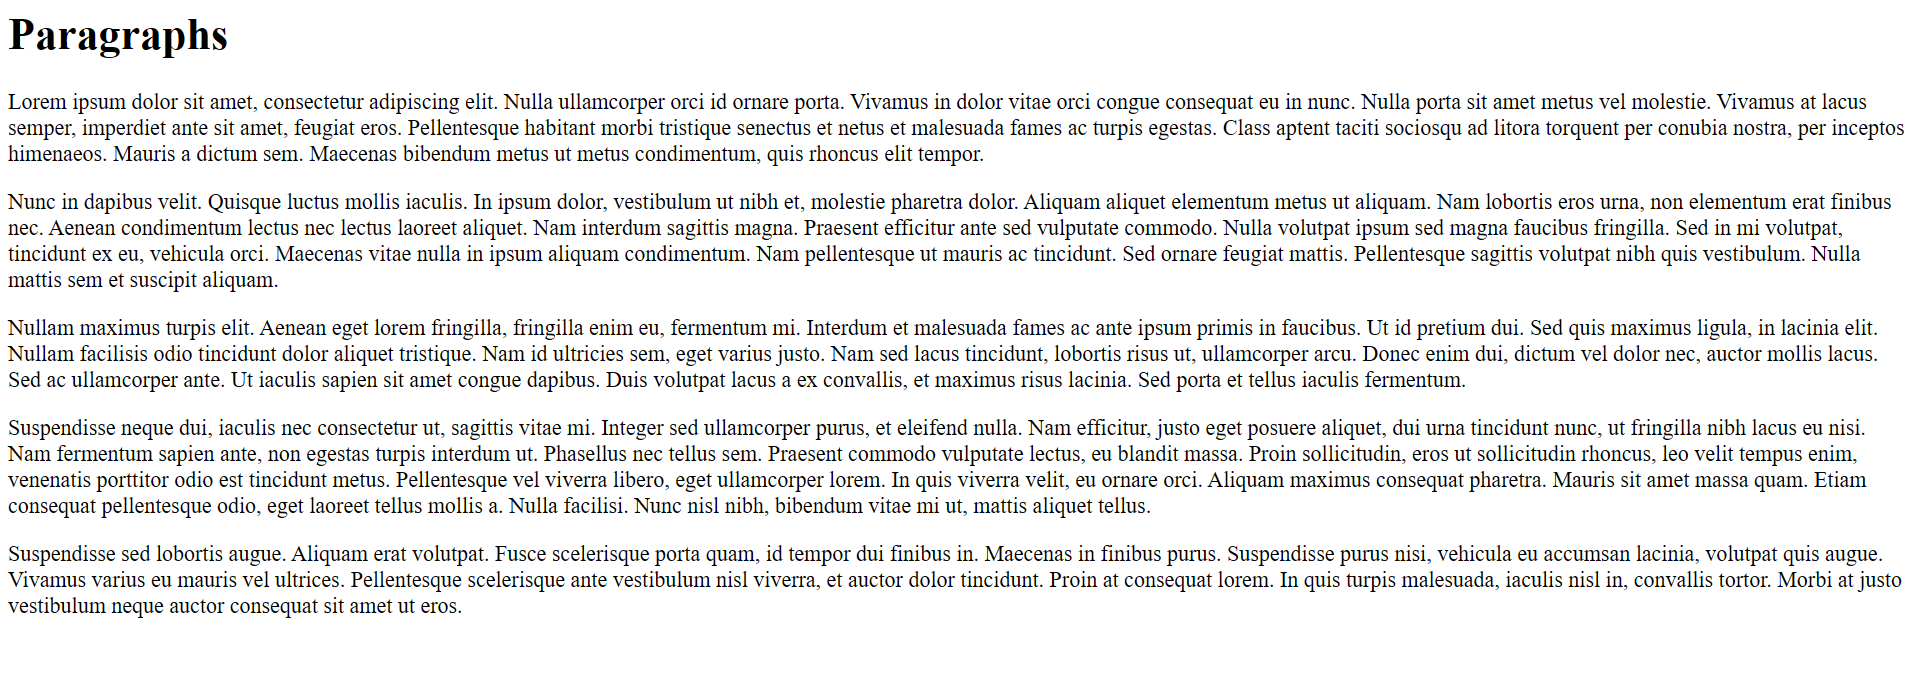 Paragraphs
Lorem ipsum dolor sit amet, consectetur adipiscing elit. Nulla ullamcorper orci id ornare porta. Vivamus in dolor vitae orci congue consequat eu in nunc. Nulla porta sit amet metus vel molestie. Vivamus at lacus
semper, imperdiet ante sit amet, feugiat eros. Pellentesque habitant morbi tristique senectus et netus et malesuada fames ac turpis egestas. Class aptent taciti sociosqu ad litora torquent per conubia nostra, per inceptos
himenaeos. Mauris a dictum sem. Maecenas bibendum metus ut metus condimentum, quis rhoncus elit tempor.
Nunc in dapibus velit. Quisque luctus mollis iaculis. In ipsum dolor, vestibulum ut nibh et, molestie pharetra dolor. Aliquam aliquet elementum metus ut aliquam. Nam lobortis eros urna, non elementum erat finibus
nec. Aenean condimentum lectus nec lectus laoreet aliquet. Nam interdum sagittis magna. Praesent efficitur ante sed vulputate commodo. Nulla volutpat ipsum sed magna faucibus fringilla. Sed in mi volutpat,
tincidunt ex eu, vehicula orci. Maecenas vitae nulla in ipsum aliquam condimentum. Nam pellentesque ut mauris ac tincidunt. Sed ornare feugiat mattis. Pellentesque sagittis volutpat nibh quis vestibulum. Nulla
mattis sem et suscipit aliquam.
Nullam maximus turpis elit. Aenean eget lorem fringilla, fringilla enim eu, fermentum mi. Interdum et malesuada fames ac ante ipsum primis in faucibus. Ut id pretium dui. Sed quis maximus ligula, in lacinia elit.
Nullam facilisis odio tincidunt dolor aliquet tristique. Nam id ultricies sem, eget varius justo. Nam sed lacus tincidunt, lobortis risus ut, ullamcorper arcu. Donec enim dui, dictum vel dolor nec, auctor mollis lacus.
Sed ac ullamcorper ante. Ut iaculis sapien sit amet congue dapibus. Duis volutpat lacus a ex convallis, et maximus risus lacinia. Sed porta et tellus iaculis fermentum.
Suspendisse neque dui, iaculis nec consectetur ut, sagittis vitae mi. Integer sed ullamcorper purus, et eleifend nulla. Nam efficitur, justo eget posuere aliquet, dui urna tincidunt nunc, ut fringilla nibh lacus eu nisi.
Nam fermentum sapien ante, non egestas turpis interdum ut. Phasellus nec tellus sem. Praesent commodo vulputate lectus, eu blandit massa. Proin sollicitudin, eros ut sollicitudin rhoncus, leo velit tempus enim,
venenatis porttitor odio est tincidunt metus. Pellentesque vel viverra libero, eget ullamcorper lorem. In quis viverra velit, eu ornare orci. Aliquam maximus consequat pharetra. Mauris sit amet massa quam. Etiam
consequat pellentesque odio, eget laoreet tellus mollis a. Nulla facilisi. Nunc nisl nibh, bibendum vitae mi ut, mattis aliquet tellus.
Suspendisse sed lobortis augue. Aliquam erat volutpat. Fusce scelerisque porta quam, id tempor dui finibus in. Maecenas in finibus purus. Suspendisse purus nisi, vehicula eu accumsan lacinia, volutpat quis augue.
Vivamus varius eu mauris vel ultrices. Pellentesque scelerisque ante vestibulum nisl viverra, et auctor dolor tincidunt. Proin at consequat lorem. In quis turpis malesuada, iaculis nisl in, convallis tortor. Morbi at justo
vestibulum neque auctor consequat sit amet ut eros.